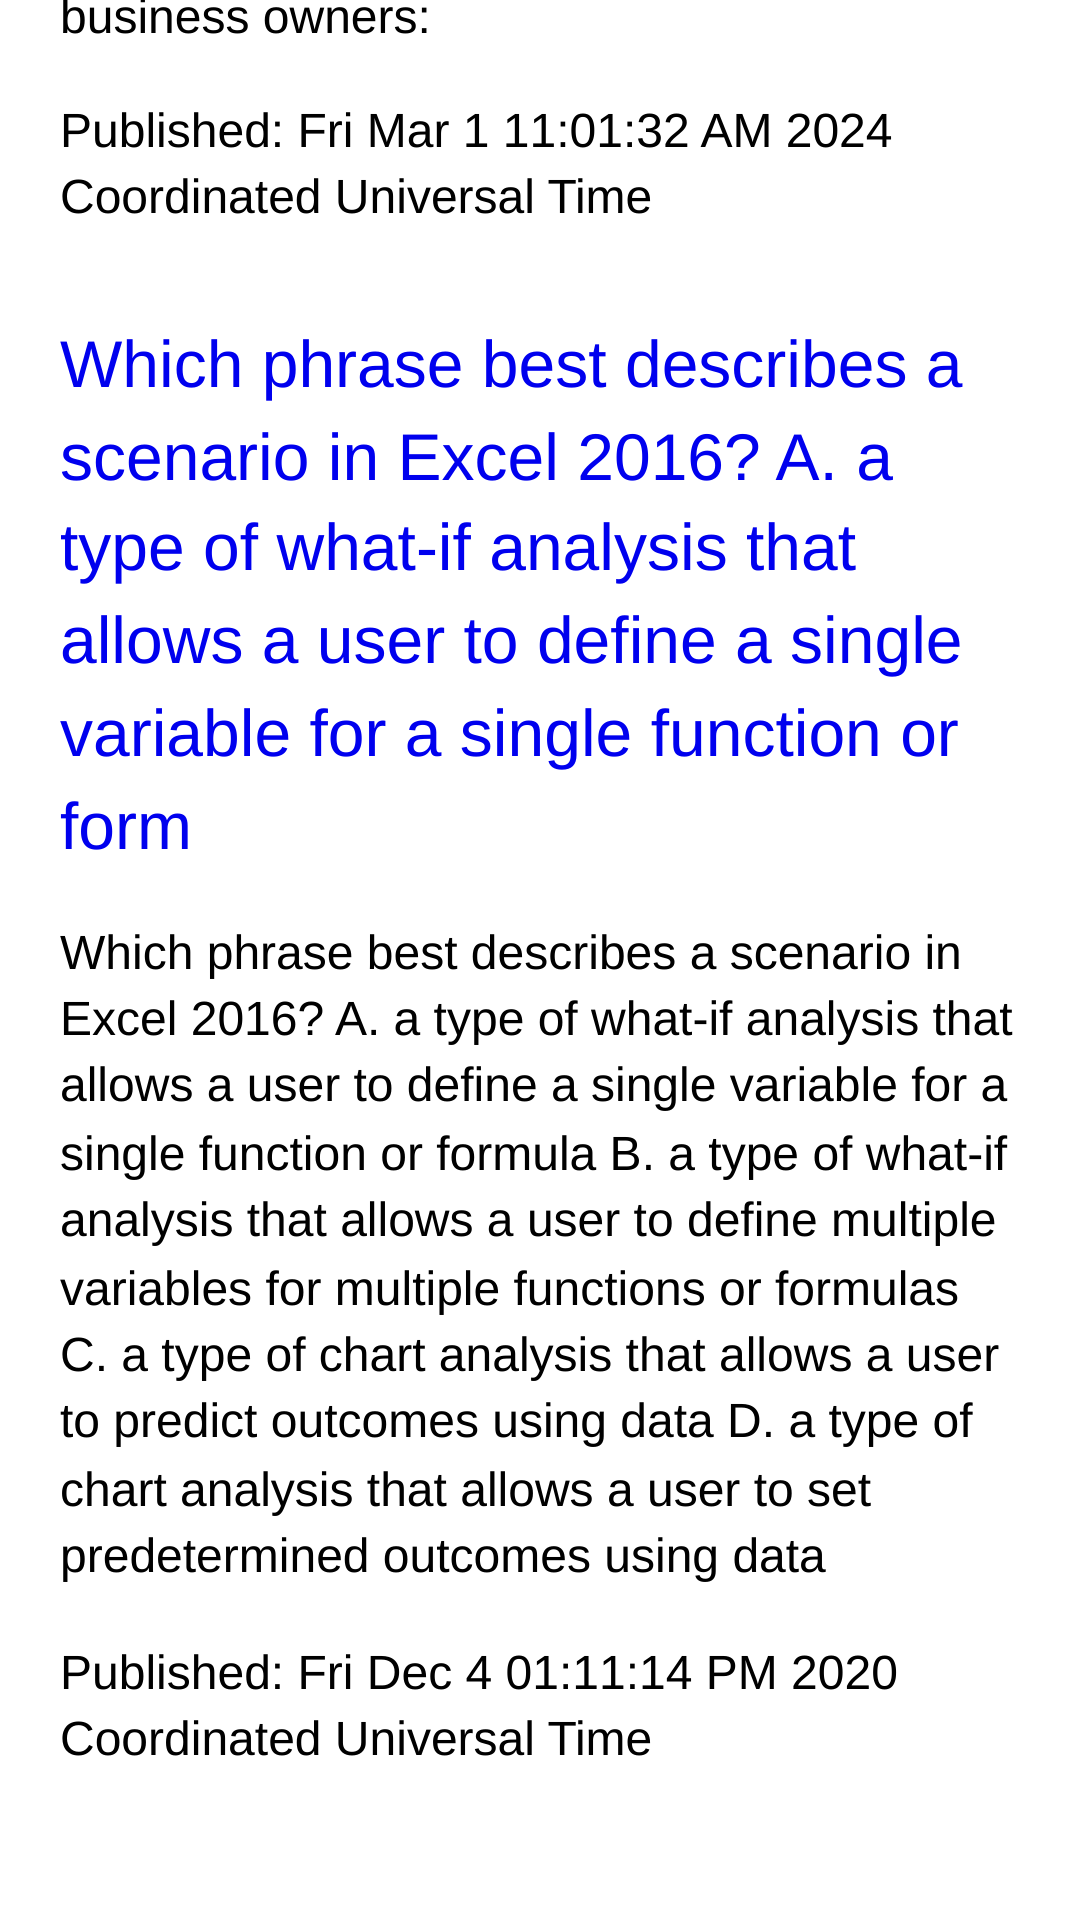 business owners:
Published: Fri Mar 1 11:01:32 AM 2024
Coordinated Universal Time
Which phrase best describes a
scenario in Excel 2016? A. a
type of what-if analysis that
allows a user to define a single
variable for a single function or
form
Which phrase best describes a scenario in
Excel 2016? A. a type of what-if analysis that
allows a user to define a single variable for a
single function or formula B. a type of what-if
analysis that allows a user to define multiple
variables for multiple functions or formulas
C. a type of chart analysis that allows a user
to predict outcomes using data D. a type of
chart analysis that allows a user to set
predetermined outcomes using data
Published: Fri Dec 4 01:11:14 PM 2020
Coordinated Universal Time